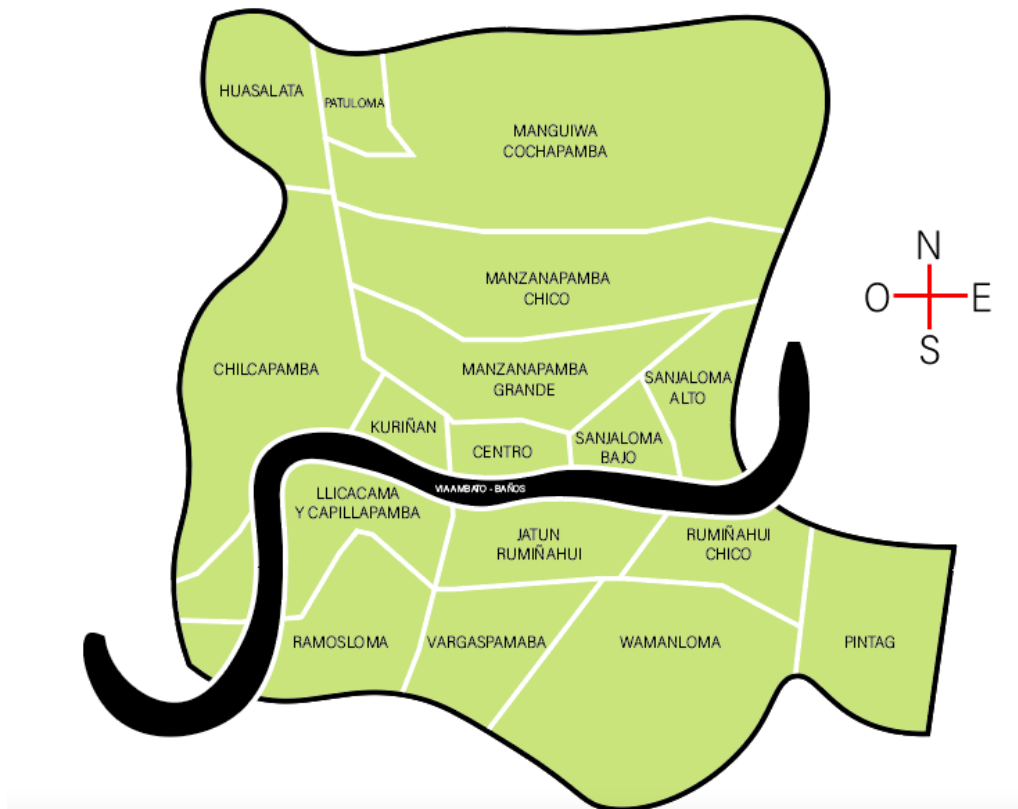 HUASALATA
PATULOMA
MANGUIWA
COCHAPAMBA
N
O
E
S
MANZANAPAMBA
CHICO
CHILCAPAMBA
MANZANAPAMBA
GRANDE
SANJALOMA
ALTO
KURIÑAN
CENTRO
SANJALOMA
BAJO
VIA AMBATO - BAÑOS
LLICACAMA
Y CAPILLAPAMBA
JATUN
RUMIÑAHUI
RUMIÑAHUI
CHICO
RAMOSLOMA
VARGASPAMABA
WAMANLOMA
PINTAG